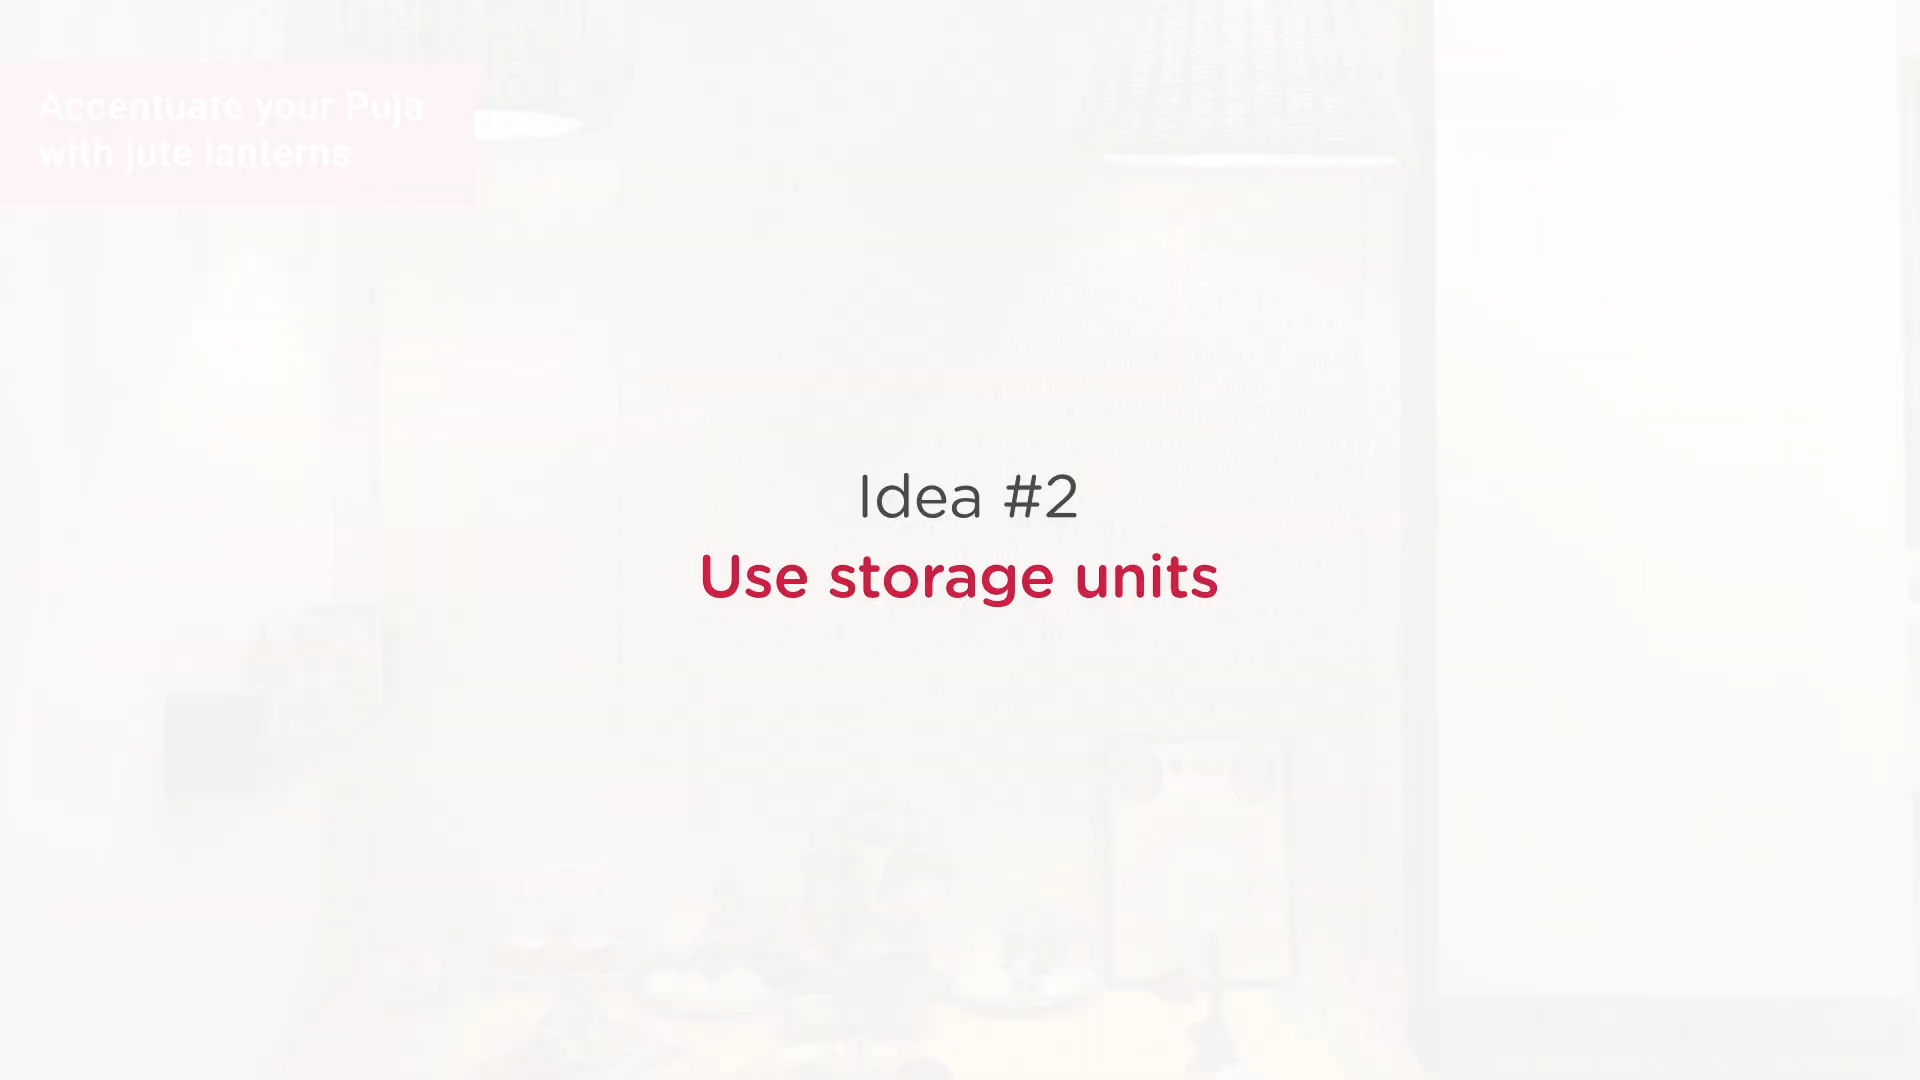 Accentuate your Puja
with jute lanterns
Idea #2
Use storage units